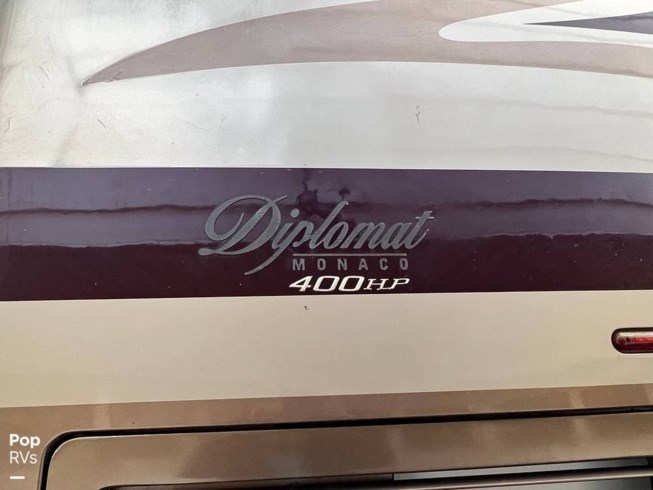 Diplomat
MONACO
400HP
Pop
RVs